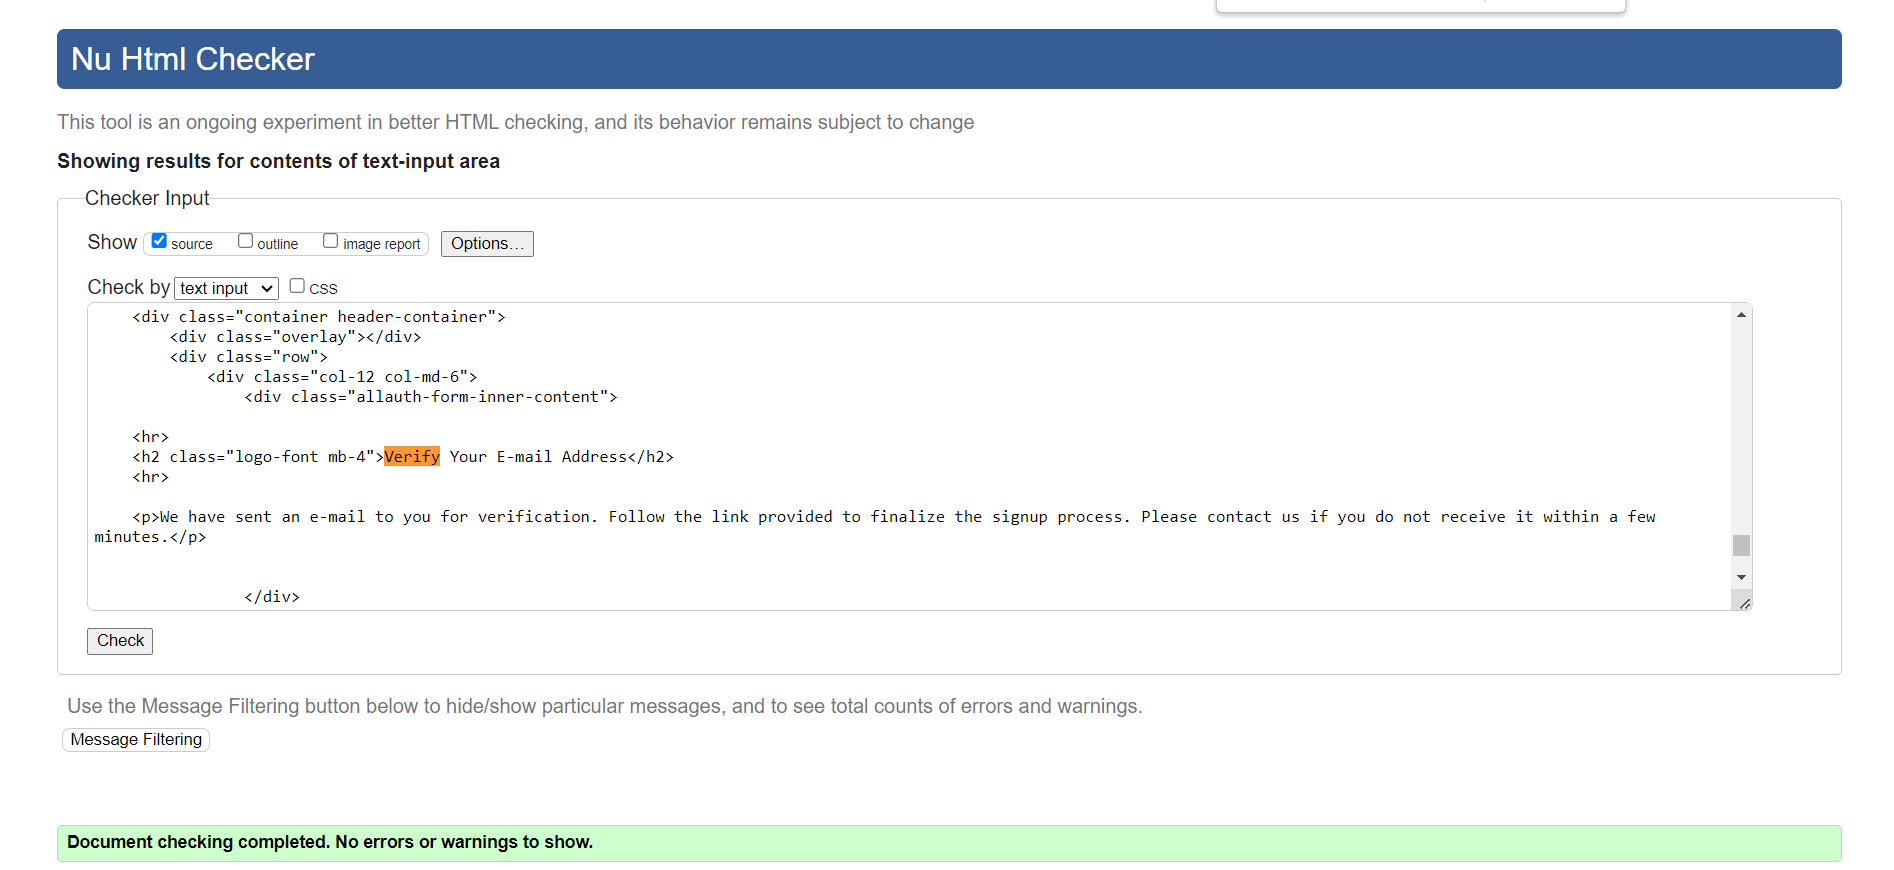 Nu Html Checker
This tool is an ongoing experiment in better HTML checking, and its behavior remains subject to change
Showing results for contents of text-input area
Checker Input
Show source outline image report Options...
Check by text input CSS
<div class="container header-container">
<div class="overlay"></div>
<div class="row">
<div class="col-12 col-md-6">
<div class="allauth-form-inner-content">
<hr>
<h2 class="logo-font mb-4">Verify Your E-mail Address</h2>
<hr>
<p>We have sent an e-mail to you for verification. Follow the link provided to finalize the signup process. Please contact us if you do not receive it within a few
minutes.</p>
</div>
Check
Use the Message Filtering button below to hide/show particular messages, and to see total counts of errors and warnings.
Message Filtering
Document checking completed. No errors or warnings to show.